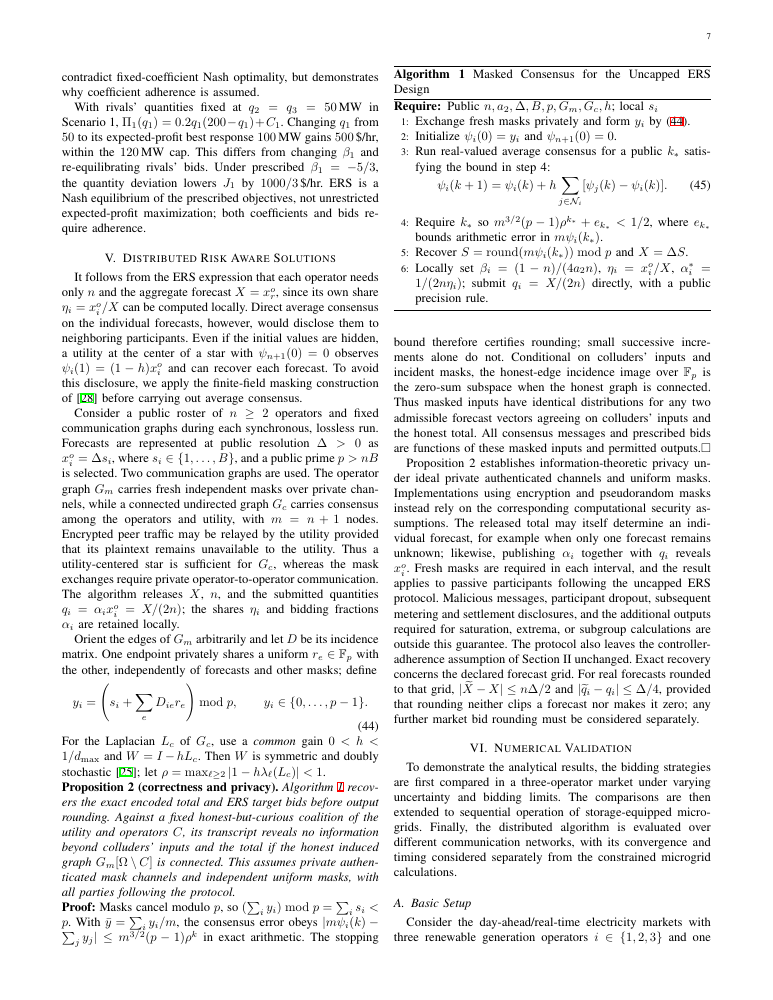 7
contradict fixed-coefficient Nash optimality, but demonstrates
why coefficient adherence is assumed.
With rivals' quantities fixed at q₂ = q₃ = 50 MW in
Scenario 1, Π₁(q₁) = 0.2q₁(200−q₁)+C₁. Changing q₁ from
50 to its expected-profit best response 100 MW gains 500 $/hr,
within the 120 MW cap. This differs from changing β₁ and
re-equilibrating rivals' bids. Under prescribed β₁ = −5/3,
the quantity deviation lowers J₁ by 1000/3 $/hr. ERS is a
Nash equilibrium of the prescribed objectives, not unrestricted
expected-profit maximization; both coefficients and bids re-
quire adherence.
V. DISTRIBUTED RISK AWARE SOLUTIONS
It follows from the ERS expression that each operator needs
only n and the aggregate forecast X = xᵒᵣ, since its own share
ηᵢ = xᵢᵒ/X can be computed locally. Direct average consensus
on the individual forecasts, however, would disclose them to
neighboring participants. Even if the initial values are hidden,
a utility at the center of a star with ψₙ₊₁(0) = 0 observes
ψᵢ(1) = (1 − h)xᵢᵒ and can recover each forecast. To avoid
this disclosure, we apply the finite-field masking construction
of [28] before carrying out average consensus.
Consider a public roster of n ≥ 2 operators and fixed
communication graphs during each synchronous, lossless run.
Forecasts are represented at public resolution Δ > 0 as
xᵢᵒ = Δsᵢ, where sᵢ ∈ {1, . . . , B}, and a public prime p > nB
is selected. Two communication graphs are used. The operator
graph Gₘ carries fresh independent masks over private chan-
nels, while a connected undirected graph G_c carries consensus
among the operators and utility, with m = n + 1 nodes.
Encrypted peer traffic may be relayed by the utility provided
that its plaintext remains unavailable to the utility. Thus a
utility-centered star is sufficient for G_c, whereas the mask
exchanges require private operator-to-operator communication.
The algorithm releases X, n, and the submitted quantities
qᵢ = αᵢxᵢᵒ = X/(2n); the shares ηᵢ and bidding fractions
αᵢ are retained locally.
Orient the edges of Gₘ arbitrarily and let D be its incidence
matrix. One endpoint privately shares a uniform rₑ ∈ 𝔽ₚ with
the other, independently of forecasts and other masks; define
yᵢ = (sᵢ + ∑ₑ Dᵢₑrₑ) mod p, yᵢ ∈ {0, . . . , p − 1}.
(44)
For the Laplacian L_c of G_c, use a common gain 0 < h <
1/d_max and W = I − hL_c. Then W is symmetric and doubly
stochastic [25]; let ρ = max_{ℓ≥2} |1 − hλ_ℓ(L_c)| < 1.
Proposition 2 (correctness and privacy). Algorithm 1 recov-
ers the exact encoded total and ERS target bids before output
rounding. Against a fixed honest-but-curious coalition of the
utility and operators C, its transcript reveals no information
beyond colluders' inputs and the total if the honest induced
graph Gₘ[Ω \ C] is connected. This assumes private authen-
ticated mask channels and independent uniform masks, with
all parties following the protocol.
Proof: Masks cancel modulo p, so (∑ᵢ yᵢ) mod p = ∑ᵢ sᵢ <
p. With ȳ = ∑ᵢ yᵢ/m, the consensus error obeys |mψᵢ(k) −
∑ⱼ yⱼ| ≤ m^{3/2}(p − 1)ρᵏ in exact arithmetic. The stopping
Algorithm 1 Masked Consensus for the Uncapped ERS
Design
Require: Public n, a₂, Δ, B, p, Gₘ, G_c, h; local sᵢ
1: Exchange fresh masks privately and form yᵢ by (44).
2: Initialize ψᵢ(0) = yᵢ and ψₙ₊₁(0) = 0.
3: Run real-valued average consensus for a public k_* satis-
fying the bound in step 4:
ψᵢ(k + 1) = ψᵢ(k) + h ∑_{j∈𝒩ᵢ} [ψⱼ(k) − ψᵢ(k)]. (45)
4: Require k_* so m^{3/2}(p − 1)ρ^{k_*} + e_{k_*} < 1/2, where e_{k_*}
bounds arithmetic error in mψᵢ(k_*).
5: Recover S = round(mψᵢ(k_*)) mod p and X = ΔS.
6: Locally set βᵢ = (1 − n)/(4a₂n), ηᵢ = xᵢᵒ/X, αᵢ* =
1/(2nηᵢ); submit qᵢ = X/(2n) directly, with a public
precision rule.
bound therefore certifies rounding; small successive incre-
ments alone do not. Conditional on colluders' inputs and
incident masks, the honest-edge incidence image over 𝔽ₚ is
the zero-sum subspace when the honest graph is connected.
Thus masked inputs have identical distributions for any two
admissible forecast vectors agreeing on colluders' inputs and
the honest total. All consensus messages and prescribed bids
are functions of these masked inputs and permitted outputs.□
Proposition 2 establishes information-theoretic privacy un-
der ideal private authenticated channels and uniform masks.
Implementations using encryption and pseudorandom masks
instead rely on the corresponding computational security as-
sumptions. The released total may itself determine an indi-
vidual forecast, for example when only one forecast remains
unknown; likewise, publishing αᵢ together with qᵢ reveals
xᵢᵒ. Fresh masks are required in each interval, and the result
applies to passive participants following the uncapped ERS
protocol. Malicious messages, participant dropout, subsequent
metering and settlement disclosures, and the additional outputs
required for saturation, extrema, or subgroup calculations are
outside this guarantee. The protocol also leaves the controller-
adherence assumption of Section II unchanged. Exact recovery
concerns the declared forecast grid. For real forecasts rounded
to that grid, |X̃ − X| ≤ nΔ/2 and |q̃ᵢ − qᵢ| ≤ Δ/4, provided
that rounding neither clips a forecast nor makes it zero; any
further market bid rounding must be considered separately.
VI. NUMERICAL VALIDATION
To demonstrate the analytical results, the bidding strategies
are first compared in a three-operator market under varying
uncertainty and bidding limits. The comparisons are then
extended to sequential operation of storage-equipped micro-
grids. Finally, the distributed algorithm is evaluated over
different communication networks, with its convergence and
timing considered separately from the constrained microgrid
calculations.
A. Basic Setup
Consider the day-ahead/real-time electricity markets with
three renewable generation operators i ∈ {1, 2, 3} and one